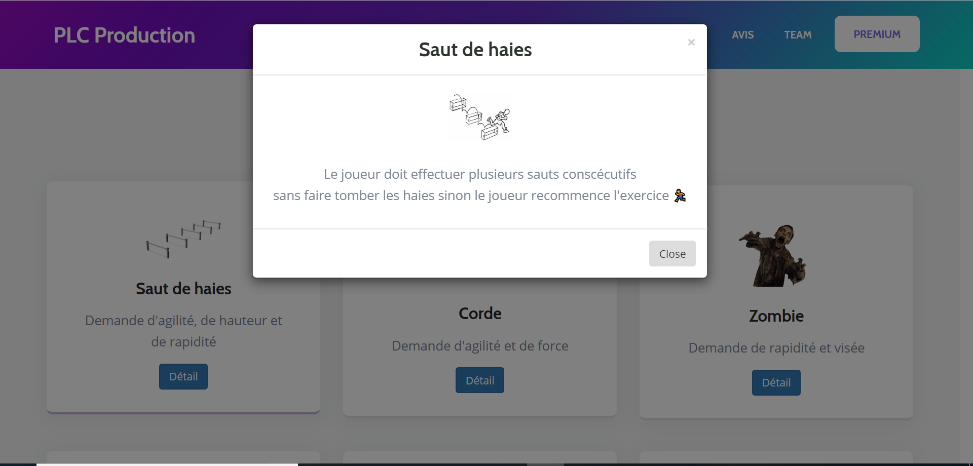 PLC Production
AVIS
TEAM
PREMIUM
Saut de haies
×
Le joueur doit effectuer plusieurs sauts conscécutifs
sans faire tomber les haies sinon le joueur recommence l'exercice
Close
Saut de haies
Demande d'agilité, de hauteur et
de rapidité
Détail
Corde
Demande d'agilité et de force
Détail
Zombie
Demande de rapidité et visée
Détail